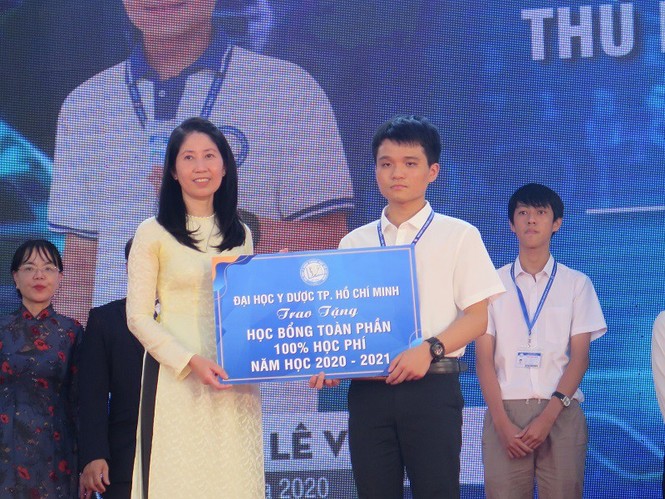 THỦ
ĐẠI HỌC Y DƯỢC TP. HỒ CHÍ MINH
Trao Tặng
HỌC BỔNG TOÀN PHẦN
100% HỌC PHÍ
NĂM HỌC 2020 - 2021
LÊ V
a 2020